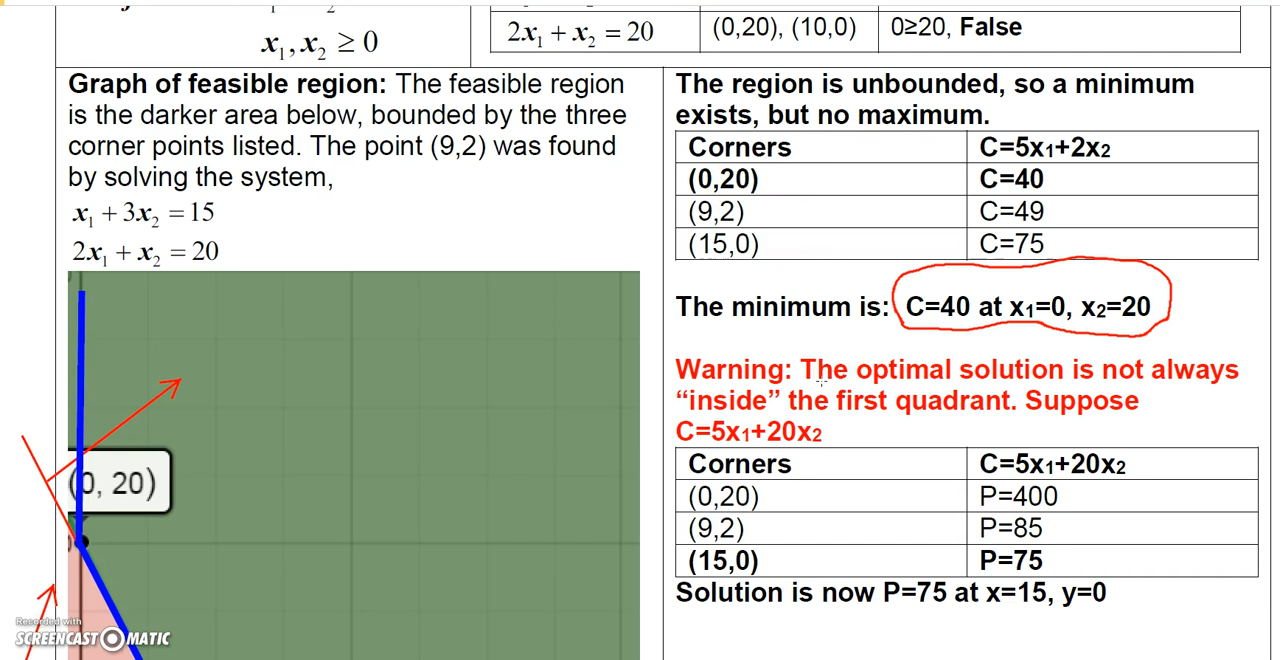 x₁, x₂ ≥ 0
2x₁ + x₂ = 20
(0,20), (10,0)
0≥20, False
Graph of feasible region: The feasible region
is the darker area below, bounded by the three
corner points listed. The point (9,2) was found
by solving the system,
x₁ + 3x₂ = 15
2x₁ + x₂ = 20
(0, 20)
Recorded with
SCREENCAST-O-MATIC
The region is unbounded, so a minimum
exists, but no maximum.
Corners C=5x₁+2x₂
(0,20) C=40
(9,2) C=49
(15,0) C=75
The minimum is: C=40 at x₁=0, x₂=20
Warning: The optimal solution is not always
“inside” the first quadrant. Suppose
C=5x₁+20x₂
Corners C=5x₁+20x₂
(0,20) P=400
(9,2) P=85
(15,0) P=75
Solution is now P=75 at x=15, y=0